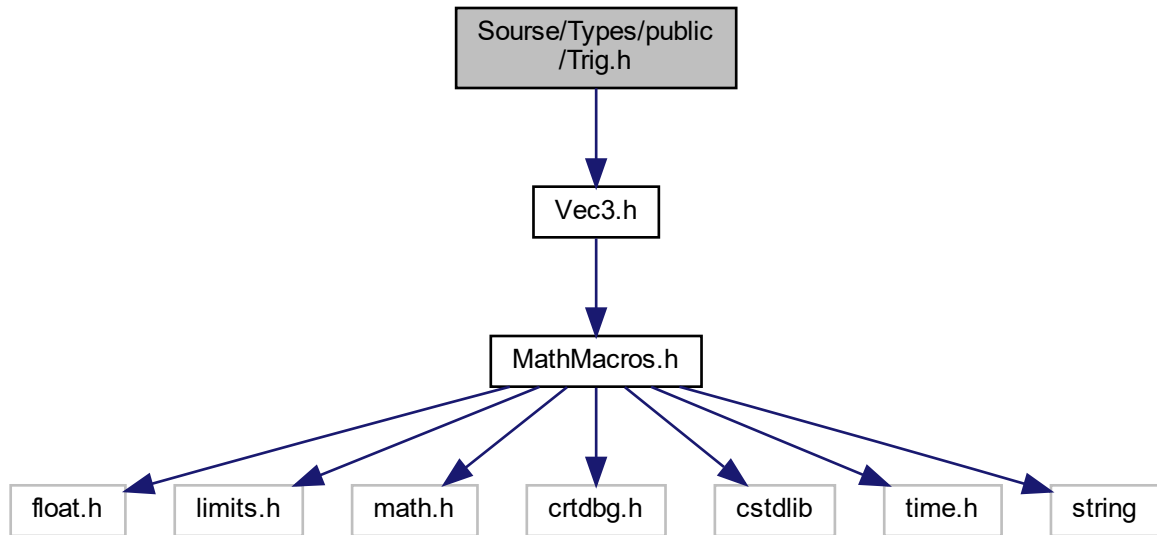 Sourse/Types/public
/Trig.h
Vec3.h
MathMacros.h
float.h
limits.h
math.h
crtdbg.h
cstdlib
time.h
string